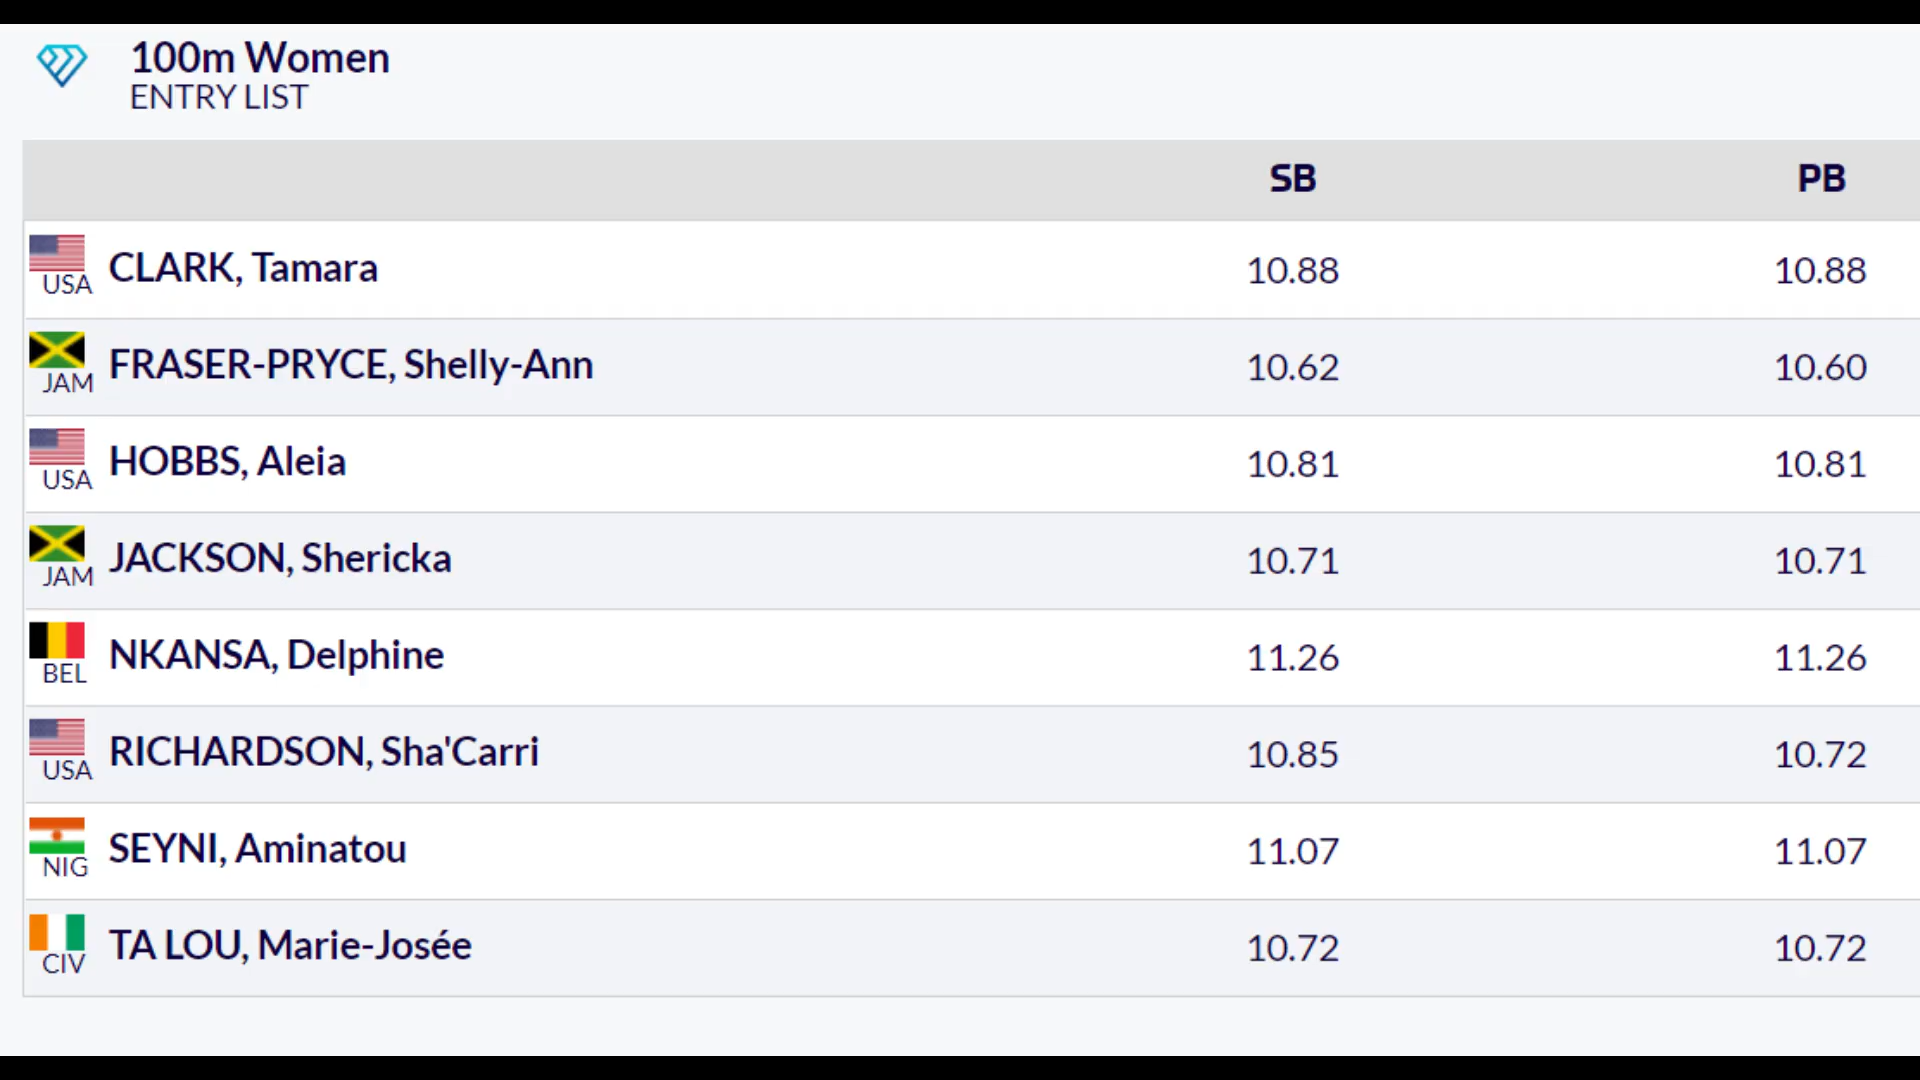 100m Women
ENTRY LIST
SB PB
USA CLARK, Tamara 10.88 10.88
JAM FRASER-PRYCE, Shelly-Ann 10.62 10.60
USA HOBBS, Aleia 10.81 10.81
JAM JACKSON, Shericka 10.71 10.71
BEL NKANSA, Delphine 11.26 11.26
USA RICHARDSON, Sha'Carri 10.85 10.72
NIG SEYNI, Aminatou 11.07 11.07
CIV TA LOU, Marie-Josée 10.72 10.72